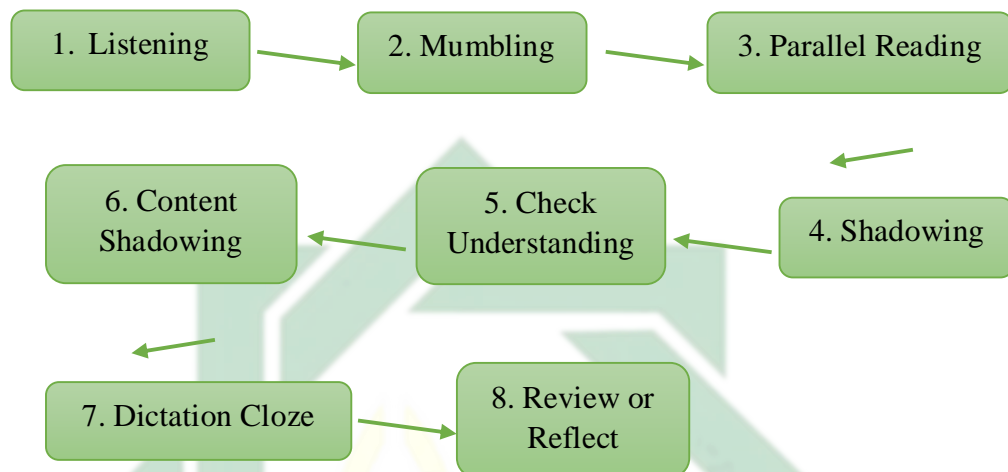 1. Listening
2. Mumbling
3. Parallel Reading
4. Shadowing
5. Check
Understanding
6. Content
Shadowing
7. Dictation Cloze
8. Review or
Reflect